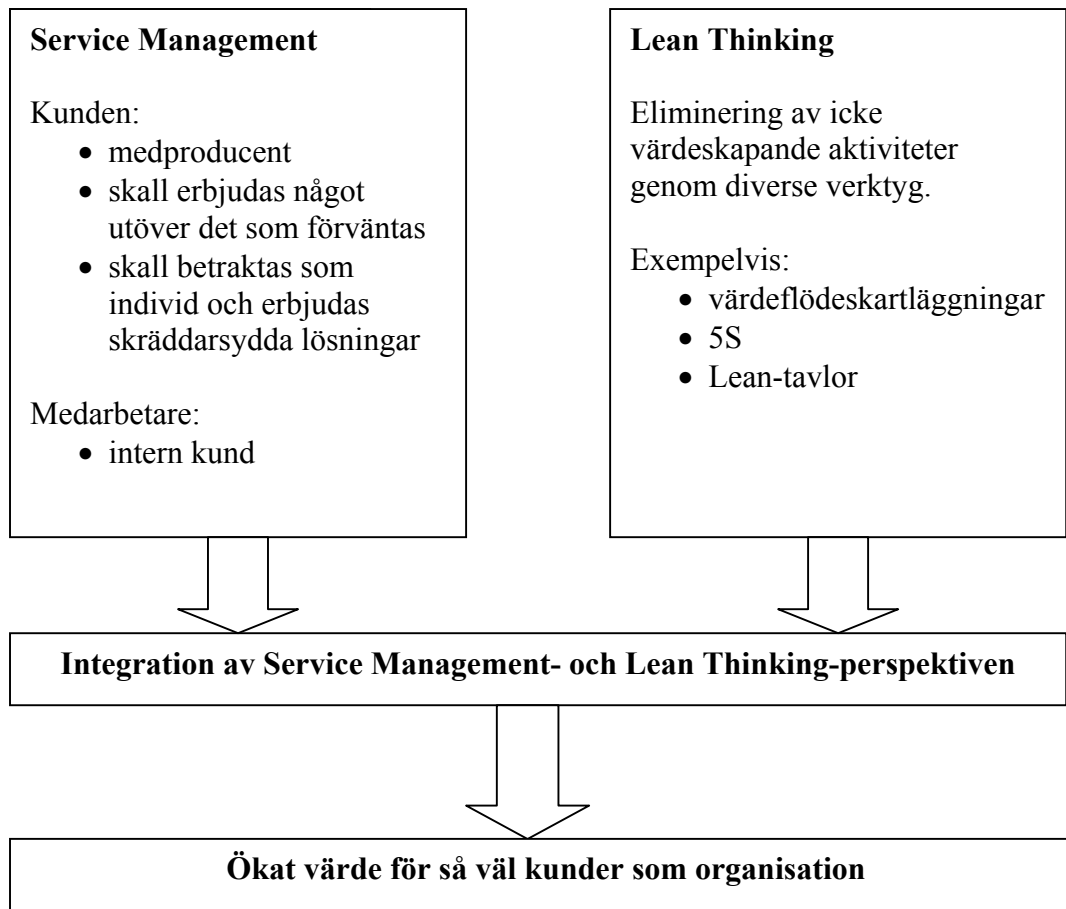 Service Management
Kunden:
• medproducent
• skall erbjudas något
utöver det som förväntas
• skall betraktas som
individ och erbjudas
skräddarsydda lösningar
Medarbetare:
• intern kund
Lean Thinking
Eliminering av icke
värdeskapande aktiviteter
genom diverse verktyg.
Exempelvis:
• värdeflödeskartläggningar
• 5S
• Lean-tavlor
Integration av Service Management- och Lean Thinking-perspektiven
Ökat värde för så väl kunder som organisation